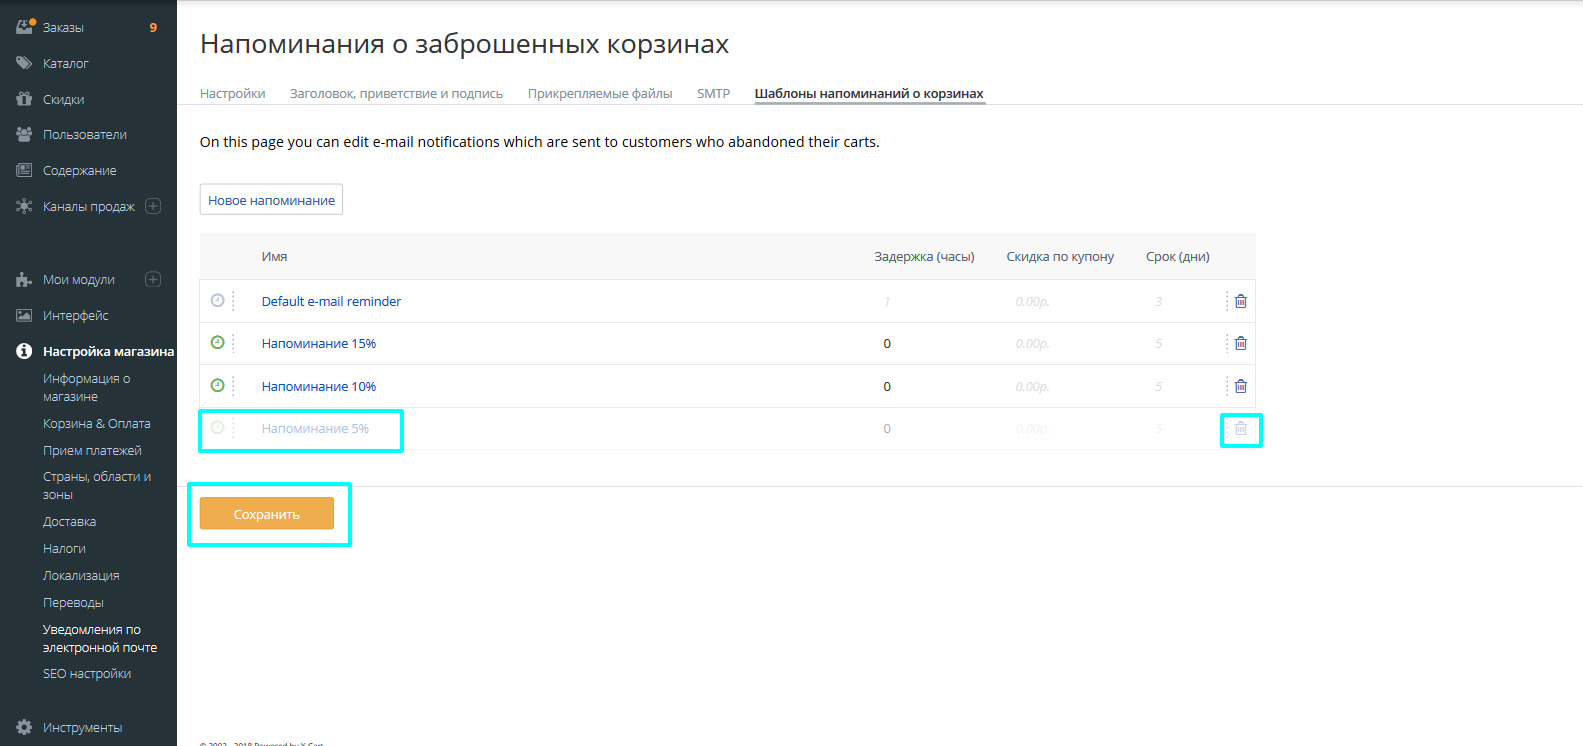 Заказы 9
Каталог
Скидки
Пользователи
Содержание
Каналы продаж
Мои модули
Интерфейс
Настройка магазина
Информация о
магазине
Корзина & Оплата
Прием платежей
Страны, области и
зоны
Доставка
Налоги
Локализация
Переводы
Уведомления по
электронной почте
SEO настройки
Инструменты
Напоминания о заброшенных корзинах
Настройки Заголовок, приветствие и подпись Прикрепляемые файлы SMTP Шаблоны напоминаний о корзинах
On this page you can edit e-mail notifications which are sent to customers who abandoned their carts.
Новое напоминание
Имя Задержка (часы) Скидка по купону Срок (дни)
Default e-mail reminder 1 0.00р. 3
Напоминание 15% 0 0.00р. 5
Напоминание 10% 0 0.00р. 5
Напоминание 5% 0 0.00р. 5
Сохранить
© 2002 - 2018 Powered by X-Cart